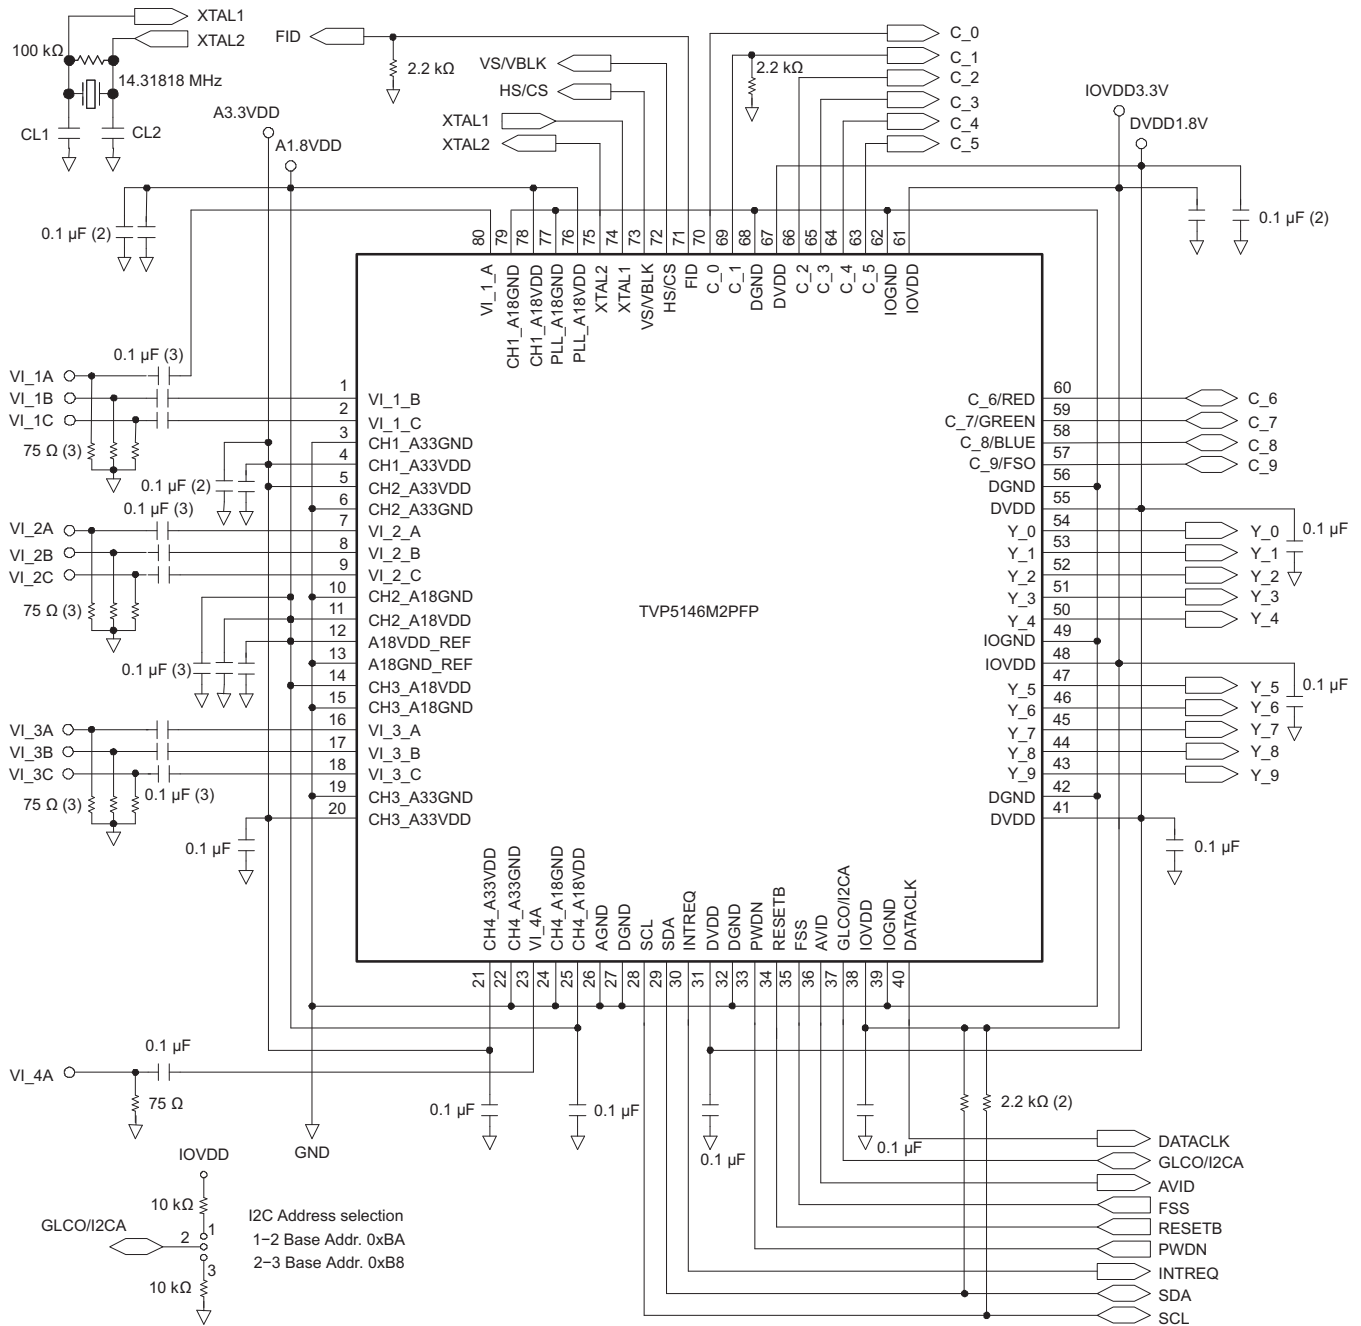 XTAL1
XTAL2
100 kΩ
14.31818 MHz
CL1
CL2
A3.3VDD
A1.8VDD
0.1 µF (2)
FID
2.2 kΩ
VS/VBLK
HS/CS
XTAL1
XTAL2
C_0
C_1
2.2 kΩ
C_2
C_3
C_4
C_5
IOVDD3.3V
DVDD1.8V
0.1 µF (2)
80
79
78
77
76
75
74
73
72
71
70
69
68
67
66
65
64
63
62
61
VI_1_A
CH1_A18GND
CH1_A18VDD
PLL_A18GND
PLL_A18VDD
XTAL2
XTAL1
VS/VBLK
HS/CS
FID
C_0
C_1
DGND
DVDD
C_2
C_3
C_4
C_5
IOGND
IOVDD
0.1 µF (3)
VI_1A
VI_1B
VI_1C
75 Ω (3)
0.1 µF (2)
0.1 µF (3)
VI_2A
VI_2B
VI_2C
75 Ω (3)
0.1 µF (3)
VI_3A
VI_3B
VI_3C
75 Ω (3)
0.1 µF (3)
0.1 µF
1 VI_1_B
2 VI_1_C
3 CH1_A33GND
4 CH1_A33VDD
5 CH2_A33VDD
6 CH2_A33GND
7 VI_2_A
8 VI_2_B
9 VI_2_C
10 CH2_A18GND
11 CH2_A18VDD
12 A18VDD_REF
13 A18GND_REF
14 CH3_A18VDD
15 CH3_A18GND
16 VI_3_A
17 VI_3_B
18 VI_3_C
19 CH3_A33GND
20 CH3_A33VDD
TVP5146M2PFP
C_6/RED 60 C_6
C_7/GREEN 59 C_7
C_8/BLUE 58 C_8
C_9/FSO 57 C_9
DGND 56
DVDD 55
0.1 µF
Y_0 54 Y_0
Y_1 53 Y_1
Y_2 52 Y_2
Y_3 51 Y_3
Y_4 50 Y_4
IOGND 49
IOVDD 48
0.1 µF
Y_5 47 Y_5
Y_6 46 Y_6
Y_7 45 Y_7
Y_8 44 Y_8
Y_9 43 Y_9
DGND 42
DVDD 41
0.1 µF
CH4_A33VDD
CH4_A33GND
VI_4A
CH4_A18GND
CH4_A18VDD
AGND
DGND
SCL
SDA
INTREQ
DVDD
DGND
PWDN
RESETB
FSS
AVID
GLCO/I2CA
IOVDD
IOGND
DATACLK
21
22
23
24
25
26
27
28
29
30
31
32
33
34
35
36
37
38
39
40
VI_4A
0.1 µF
75 Ω
GND
0.1 µF
0.1 µF
0.1 µF
0.1 µF
2.2 kΩ (2)
DATACLK
GLCO/I2CA
AVID
FSS
RESETB
PWDN
INTREQ
SDA
SCL
IOVDD
10 kΩ
GLCO/I2CA
1
2
3
10 kΩ
I2C Address selection
1−2 Base Addr. 0xBA
2−3 Base Addr. 0xB8